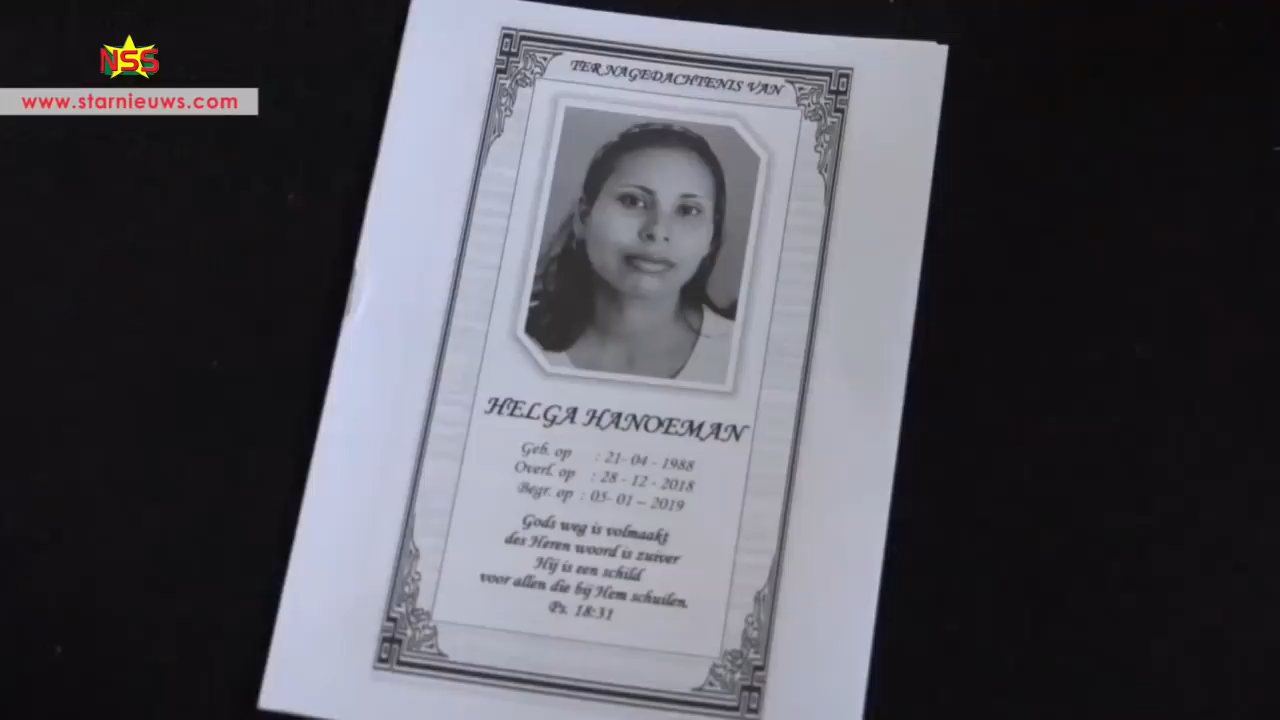 NSS
www.starnieuws.com
TER NAGEDACHTENIS VAN
HELGA HANOEMAN
Geb. op : 21- 04 - 1988
Overl. op : 28 - 12 - 2018
Begr. op : 05- 01 – 2019
Gods weg is volmaakt
des Heren woord is zuiver
Hij is een schild
voor allen die bij Hem schuilen.
Ps. 18:31